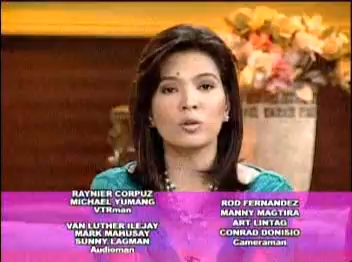 RAYNIER CORPUZ
MICHAEL YUMANG
VTRman
VAN LUTHER ILEJAY
MARK MAHUSAY
SUNNY LAGMAN
Audioman
ROD FERNANDEZ
MANNY MAGTIRA
ART LINTAG
CONRAD DONISIO
Cameraman